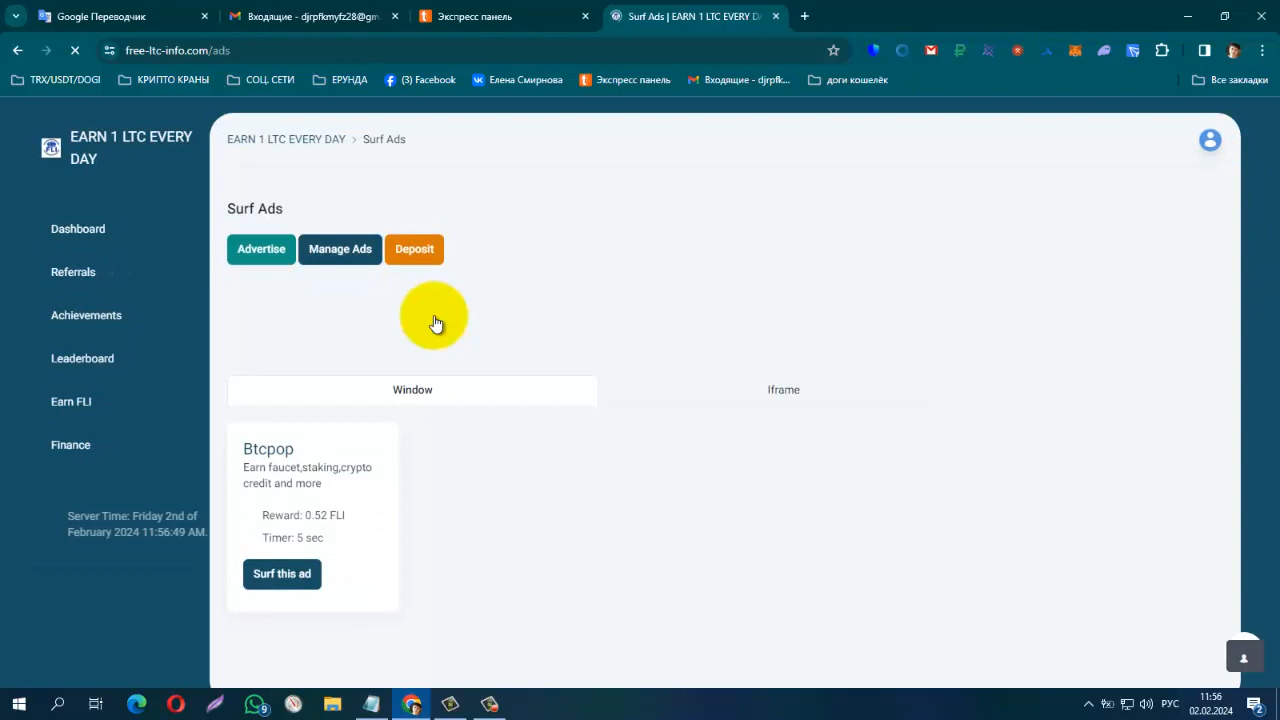 Google Переводчик
Входящие - djrpfkmyfz28@gm
Экспресс панель
Surf Ads | EARN 1 LTC EVERY D
free-ltc-info.com/ads
TRX/USDT/DOGI
КРИПТО КРАНЫ
СОЦ. СЕТИ
ЕРУНДА
(3) Facebook
Елена Смирнова
Экспресс панель
Входящие - djrpfk...
доги кошелёк
Все закладки
EARN 1 LTC EVERY
DAY
EARN 1 LTC EVERY DAY > Surf Ads
Surf Ads
Dashboard
Advertise
Manage Ads
Deposit
Referrals
Achievements
Leaderboard
Window
Iframe
Earn FLI
Finance
Btcpop
Earn faucet,staking,crypto
credit and more
Reward: 0.52 FLI
Timer: 5 sec
Surf this ad
Server Time: Friday 2nd of
February 2024 11:56:49 AM.
9
РУС
11:56
02.02.2024
2